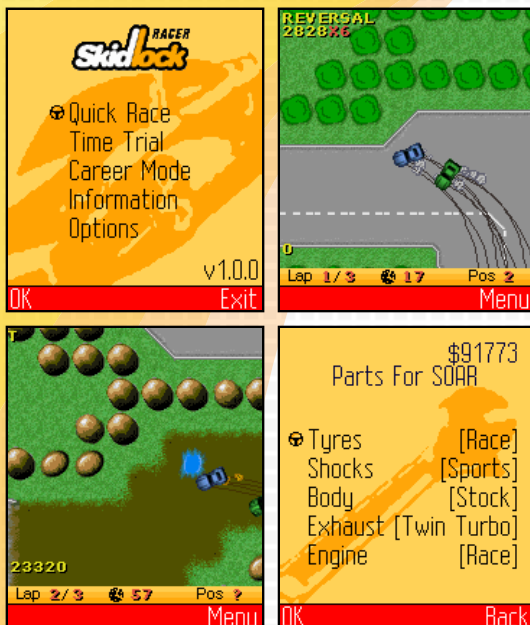 RACER
Skidlock
Quick Race
Time Trial
Career Mode
Information
Options
v1.0.0
OK Exit
REVERSAL
2828X6
0
Lap 1/3 17 Pos 2
Menu
T
23320
Lap 2/3 57 Pos ?
Menu
$91773
Parts For SOAR
Tyres [Race]
Shocks [Sports]
Body [Stock]
Exhaust [Twin Turbo]
Engine [Race]
OK Back